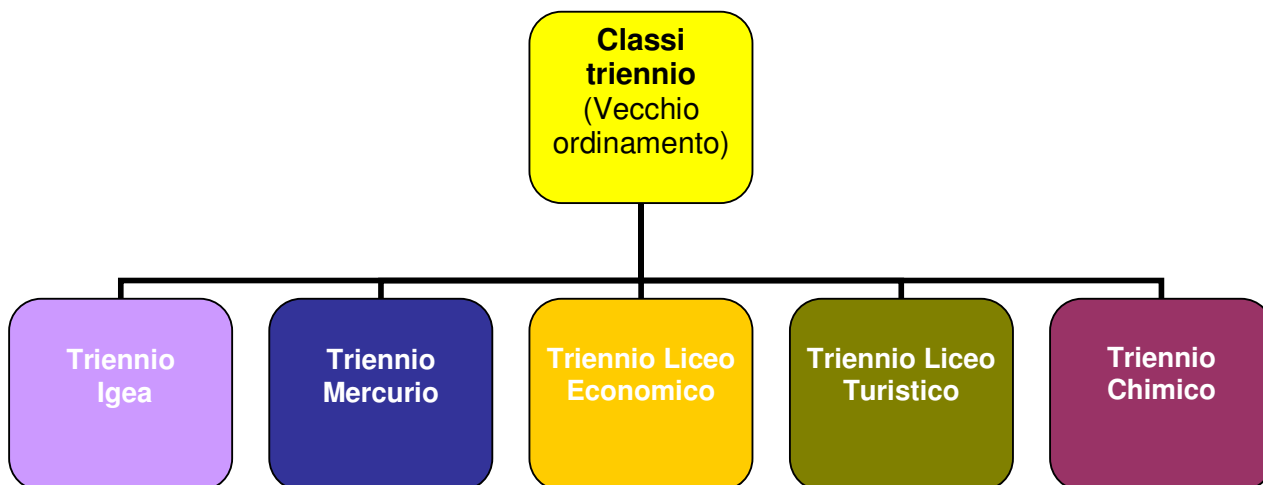 Classi
triennio
(Vecchio
ordinamento)
Triennio
Igea
Triennio
Mercurio
Triennio Liceo
Economico
Triennio Liceo
Turistico
Triennio
Chimico